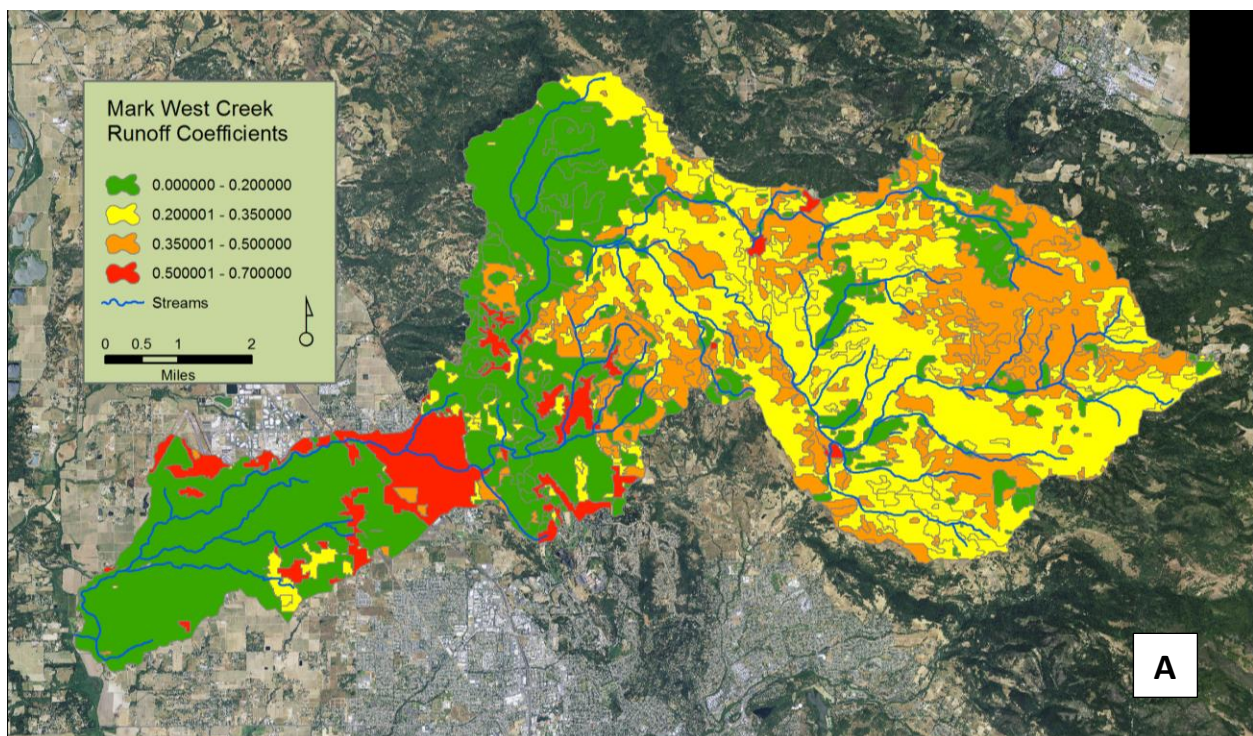 Mark West Creek
Runoff Coefficients
0.000000 - 0.200000
0.200001 - 0.350000
0.350001 - 0.500000
0.500001 - 0.700000
Streams
0 0.5 1 2
Miles
A